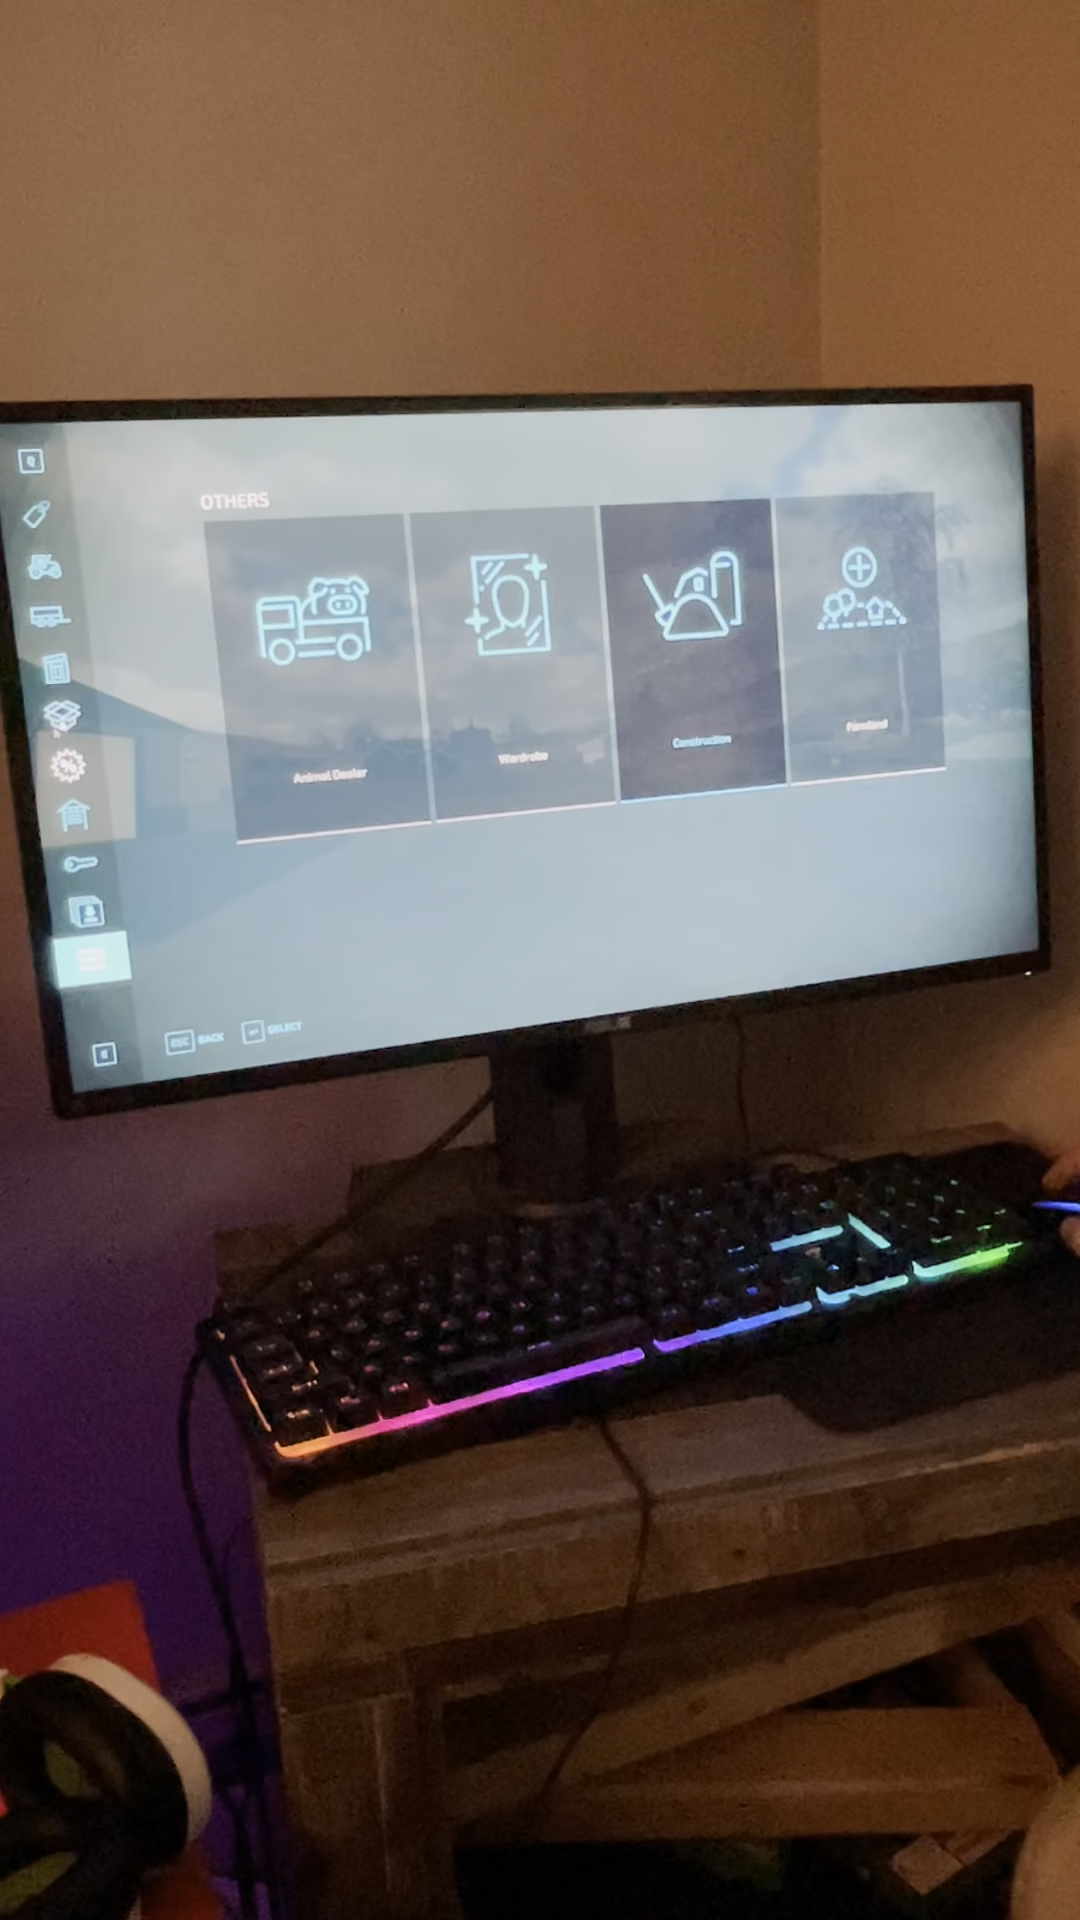 OTHERS
Animal Dealer
Wardrobe
Construction
Farmland
ESC BACK
SELECT
Q
%